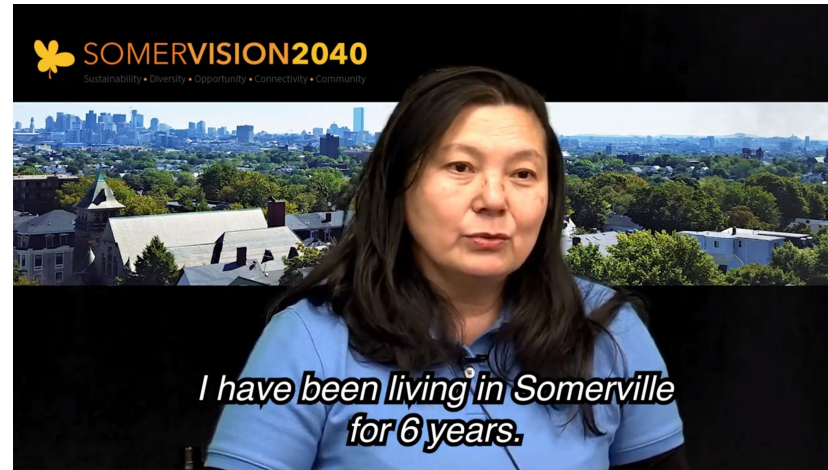 SOMERVISION2040
Sustainability • Diversity • Opportunity • Connectivity • Community
I have been living in Somerville
for 6 years.